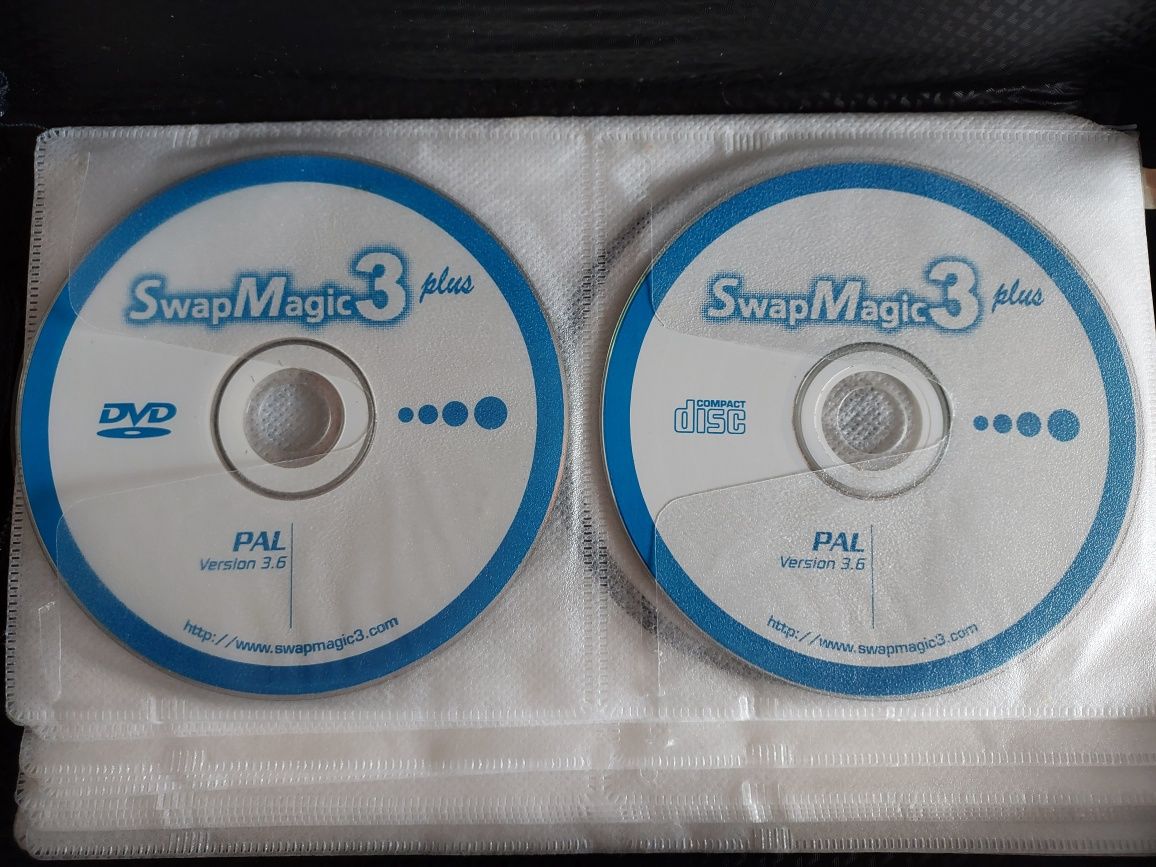 SwapMagic3 plus
DVD
PAL
Version 3.6
http://www.swapmagic3.com
SwapMagic3 plus
COMPACT
disc
PAL
Version 3.6
http://www.swapmagic3.com